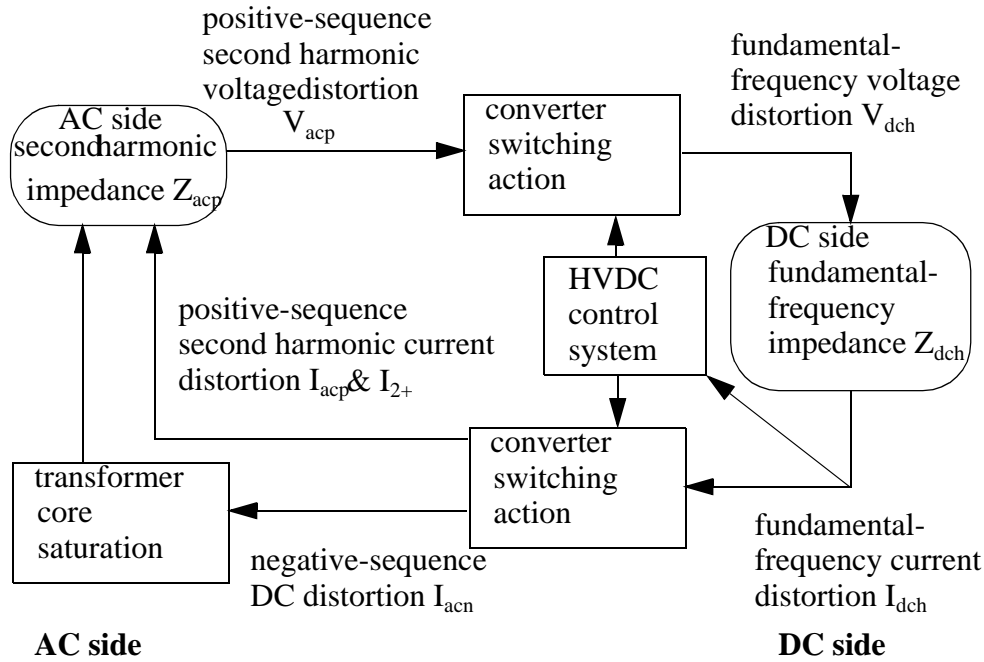 positive-sequence
second harmonic
voltagedistortion
V_acp
fundamental-
frequency voltage
distortion V_dch
AC side
secondharmonic
impedance Z_acp
converter
switching
action
DC side
fundamental-
frequency
impedance Z_dch
HVDC
control
system
positive-sequence
second harmonic current
distortion I_acp& I_2+
converter
switching
action
transformer
core
saturation
negative-sequence
DC distortion I_acn
fundamental-
frequency current
distortion I_dch
AC side
DC side